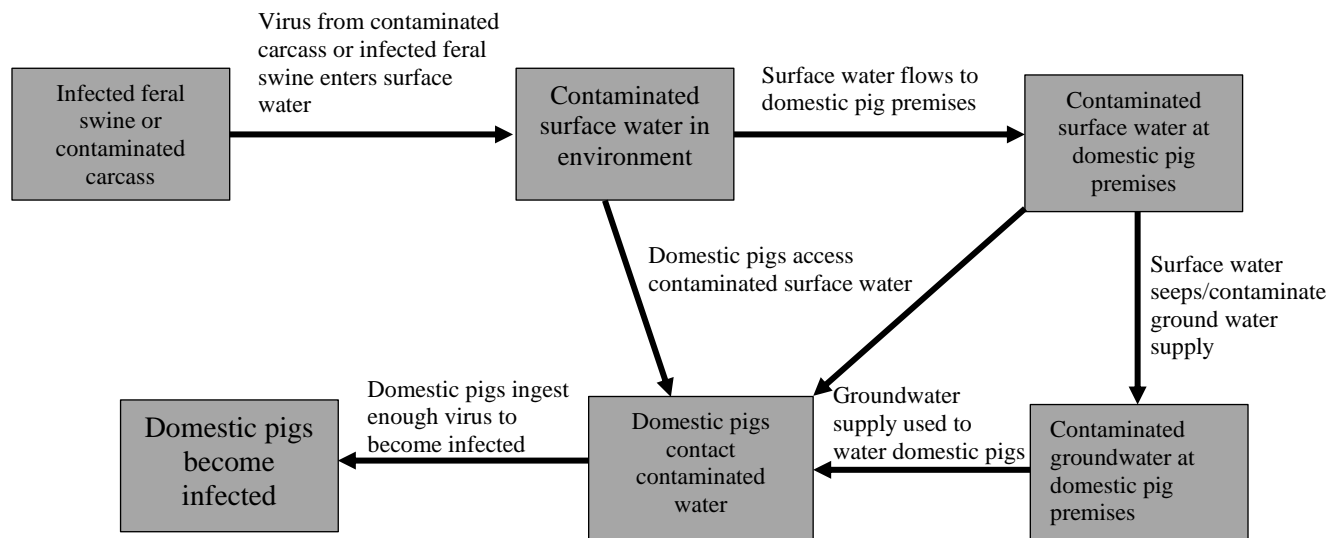 Infected feral
swine or
contaminated
carcass
Virus from contaminated
carcass or infected feral
swine enters surface
water
Contaminated
surface water in
environment
Surface water flows to
domestic pig premises
Contaminated
surface water at
domestic pig
premises
Domestic pigs access
contaminated surface water
Surface water
seeps/contaminate
ground water
supply
Domestic pigs
become
infected
Domestic pigs ingest
enough virus to
become infected
Domestic pigs
contact
contaminated
water
Groundwater
supply used to
water domestic pigs
Contaminated
groundwater at
domestic pig
premises